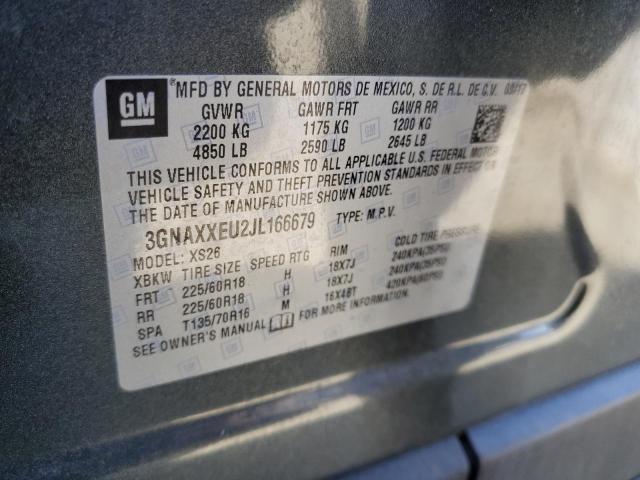 GM
MFD BY GENERAL MOTORS DE MEXICO, S. DE R.L. DE C.V. 08/17
GVWR GAWR FRT GAWR RR
2200 KG 1175 KG 1200 KG
4850 LB 2590 LB 2645 LB
THIS VEHICLE CONFORMS TO ALL APPLICABLE U.S. FEDERAL MOTOR
VEHICLE SAFETY AND THEFT PREVENTION STANDARDS IN EFFECT ON
DATE OF MANUFACTURE SHOWN ABOVE.
3GNAXXEU2JL166679 TYPE: M.P.V.
MODEL: XS26
XBKW TIRE SIZE SPEED RTG RIM COLD TIRE PRESSURE
FRT 225/60R18 H 18X7J 240KPA(35PSI)
RR 225/60R18 H 18X7J 240KPA(35PSI)
SPA T135/70R16 M 16X4BT 420KPA(60PSI)
SEE OWNER'S MANUAL FOR MORE INFORMATION.